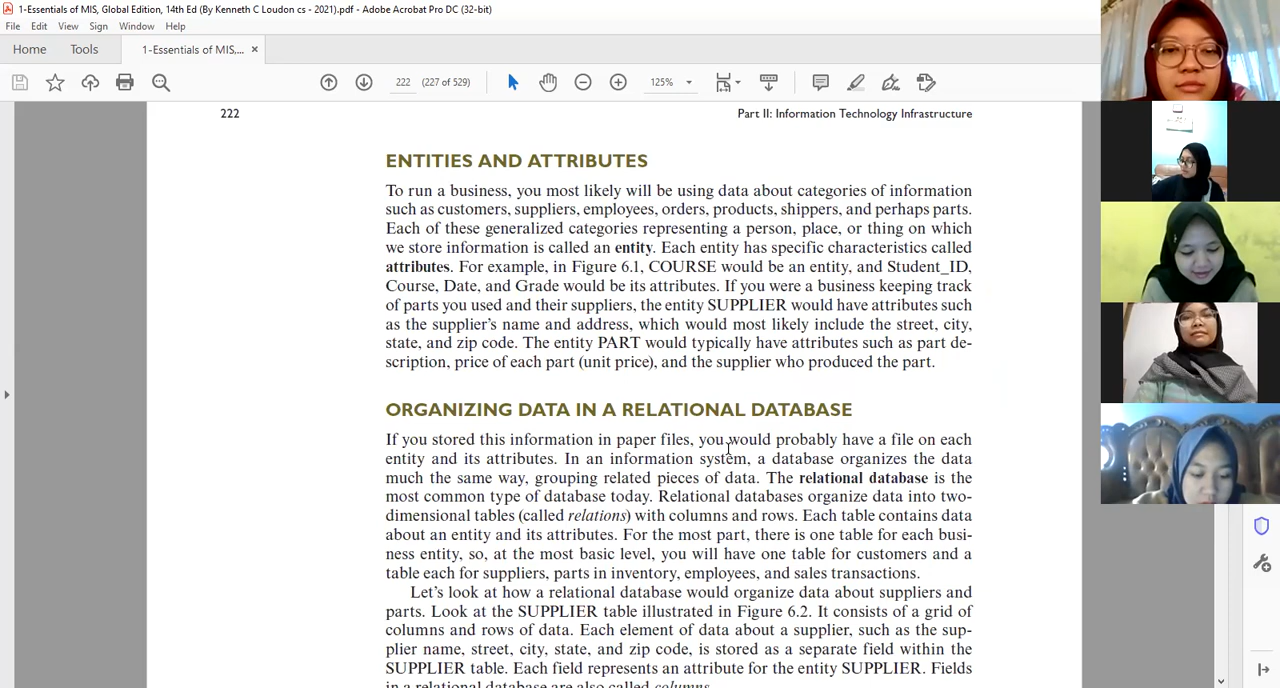 1-Essentials of MIS, Global Edition, 14th Ed (By Kenneth C Loudon cs - 2021).pdf - Adobe Acrobat Pro DC (32-bit)
File Edit View Sign Window Help
Home Tools 1-Essentials of MIS,... ×
222 (227 of 529) 125%
222 Part II: Information Technology Infrastructure
ENTITIES AND ATTRIBUTES
To run a business, you most likely will be using data about categories of information
such as customers, suppliers, employees, orders, products, shippers, and perhaps parts.
Each of these generalized categories representing a person, place, or thing on which
we store information is called an entity. Each entity has specific characteristics called
attributes. For example, in Figure 6.1, COURSE would be an entity, and Student_ID,
Course, Date, and Grade would be its attributes. If you were a business keeping track
of parts you used and their suppliers, the entity SUPPLIER would have attributes such
as the supplier's name and address, which would most likely include the street, city,
state, and zip code. The entity PART would typically have attributes such as part de-
scription, price of each part (unit price), and the supplier who produced the part.
ORGANIZING DATA IN A RELATIONAL DATABASE
If you stored this information in paper files, you would probably have a file on each
entity and its attributes. In an information system, a database organizes the data
much the same way, grouping related pieces of data. The relational database is the
most common type of database today. Relational databases organize data into two-
dimensional tables (called relations) with columns and rows. Each table contains data
about an entity and its attributes. For the most part, there is one table for each busi-
ness entity, so, at the most basic level, you will have one table for customers and a
table each for suppliers, parts in inventory, employees, and sales transactions.
Let's look at how a relational database would organize data about suppliers and
parts. Look at the SUPPLIER table illustrated in Figure 6.2. It consists of a grid of
columns and rows of data. Each element of data about a supplier, such as the sup-
plier name, street, city, state, and zip code, is stored as a separate field within the
SUPPLIER table. Each field represents an attribute for the entity SUPPLIER. Fields
in a relational database are also called columns.